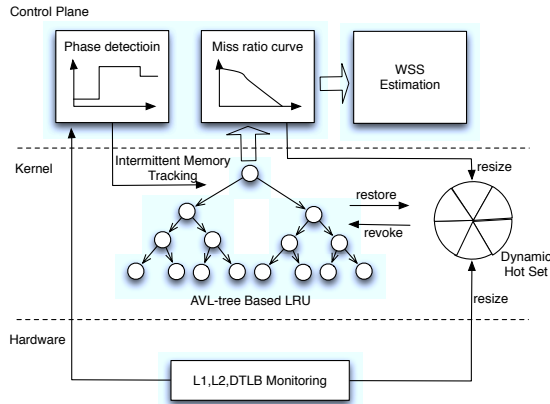 Control Plane
Phase detectioin
Miss ratio curve
WSS
Estimation
Kernel
Intermittent Memory
Tracking
resize
restore
revoke
Dynamic
Hot Set
AVL-tree Based LRU
resize
Hardware
L1,L2,DTLB Monitoring